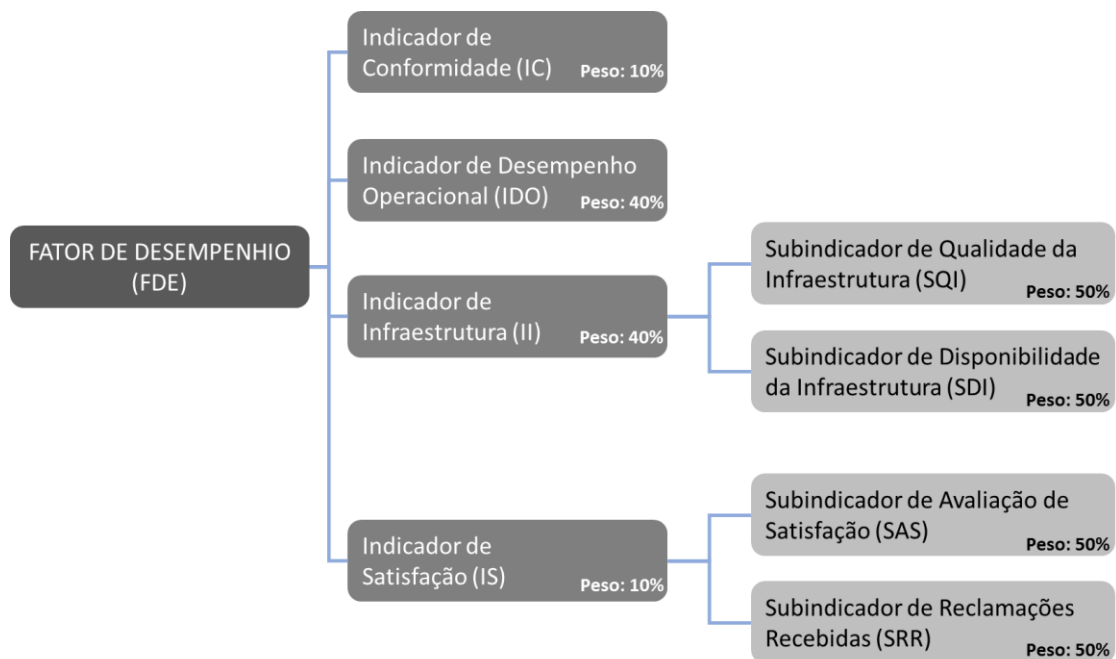 Indicador de
Conformidade (IC)
Peso: 10%
Indicador de Desempenho
Operacional (IDO)
Peso: 40%
FATOR DE DESEMPENHIO
(FDE)
Indicador de
Infraestrutura (II)
Peso: 40%
Subindicador de Qualidade da
Infraestrutura (SQI)
Peso: 50%
Subindicador de Disponibilidade
da Infraestrutura (SDI)
Peso: 50%
Indicador de
Satisfação (IS)
Peso: 10%
Subindicador de Avaliação de
Satisfação (SAS)
Peso: 50%
Subindicador de Reclamações
Recebidas (SRR)
Peso: 50%